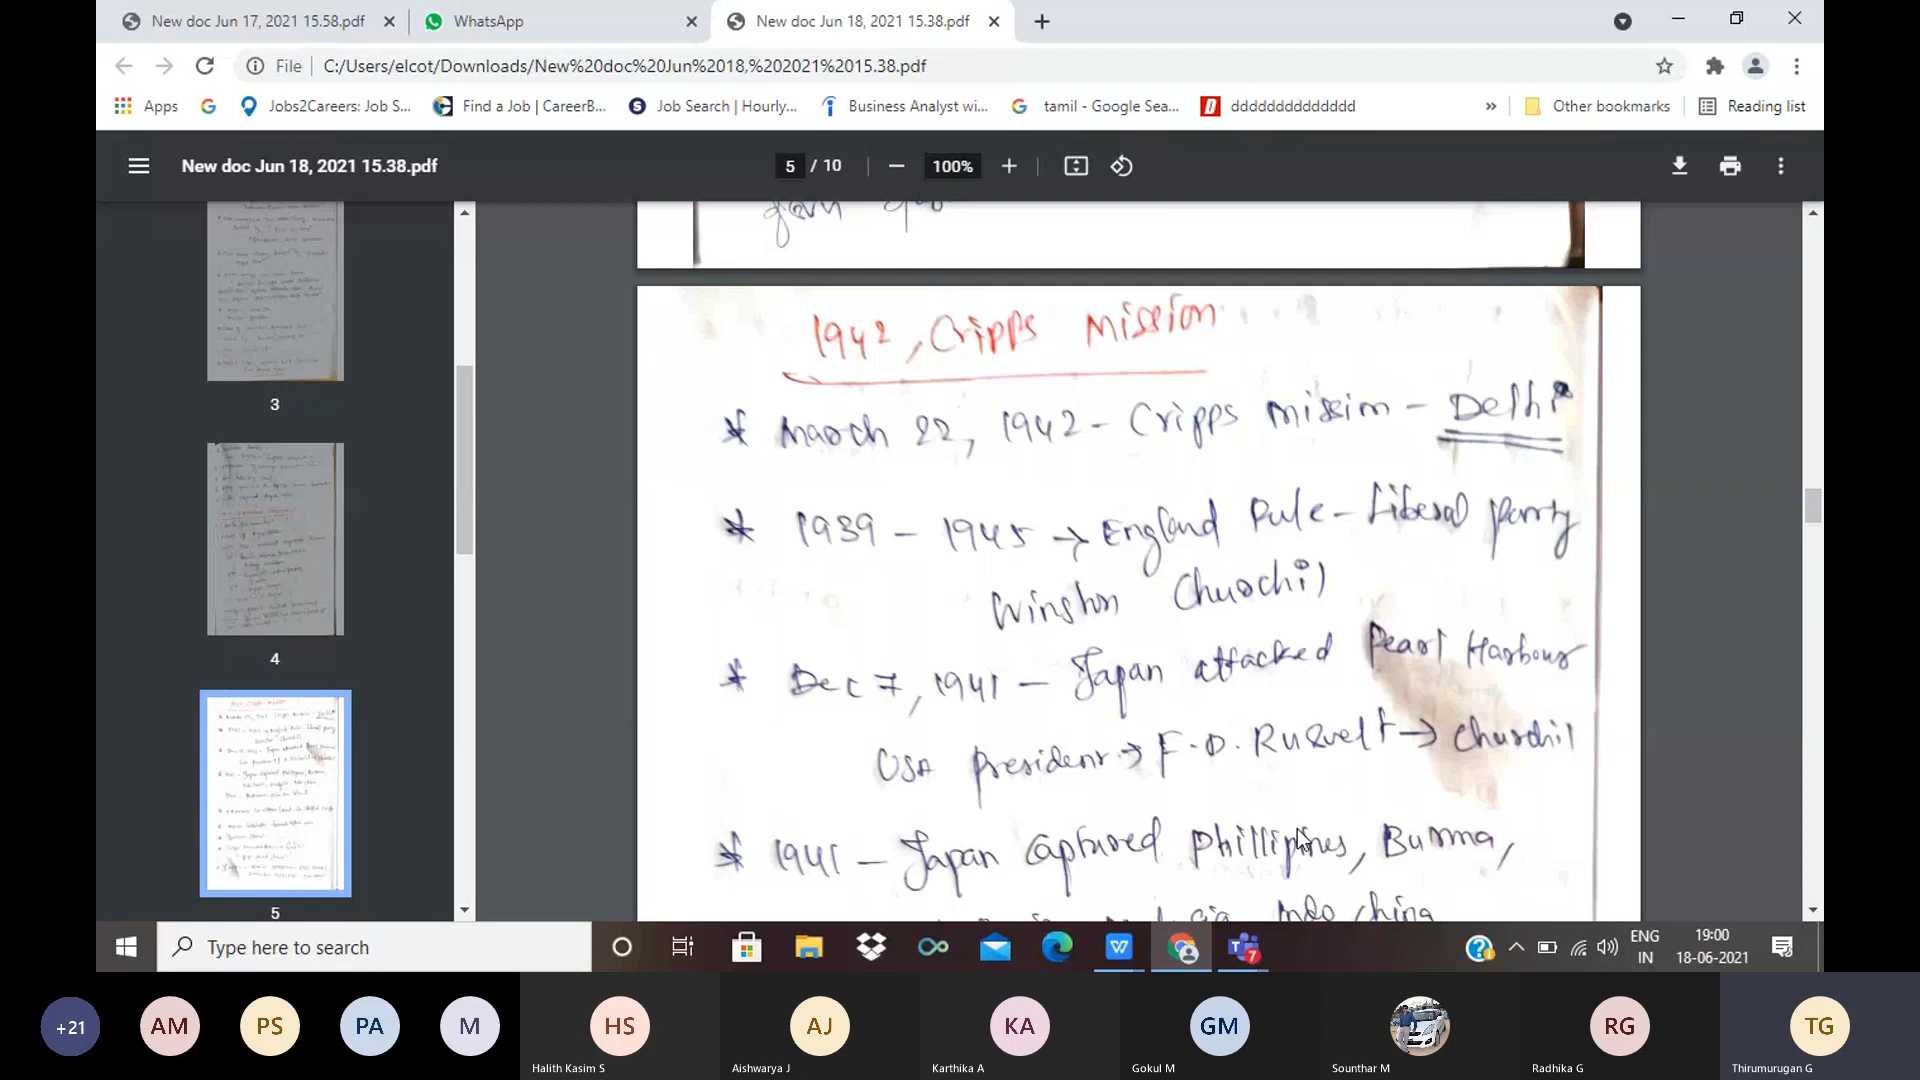 New doc Jun 17, 2021 15.58.pdf
WhatsApp
New doc Jun 18, 2021 15.38.pdf
File C:/Users/elcot/Downloads/New%20doc%20Jun%2018,%202021%2015.38.pdf
Apps
Jobs2Careers: Job S...
Find a Job | CareerB...
Job Search | Hourly,...
Business Analyst wi...
tamil - Google Sea...
dddddddddddddd
»
Other bookmarks
Reading list
New doc Jun 18, 2021 15.38.pdf
5 / 10
100%
3
4
5
1942, Cripps Mission
* March 22, 1942 - Cripps mission - Delhi
* 1939 - 1945 → England Rule - Liberal party
Winston Churchil
* Dec 7, 1941 - Japan attacked Pearl Harbour
USA president → F.D. Ruzvelt → Churchil
* 1941 - Japan captured Phillipines, Burma,
Indo china
Type here to search
ENG
IN
19:00
18-06-2021
7
+21
AM
PS
PA
M
HS
AJ
KA
GM
RG
TG
Halith Kasim S
Aishwarya J
Karthika A
Gokul M
Sounthar M
Radhika G
Thirumurugan G